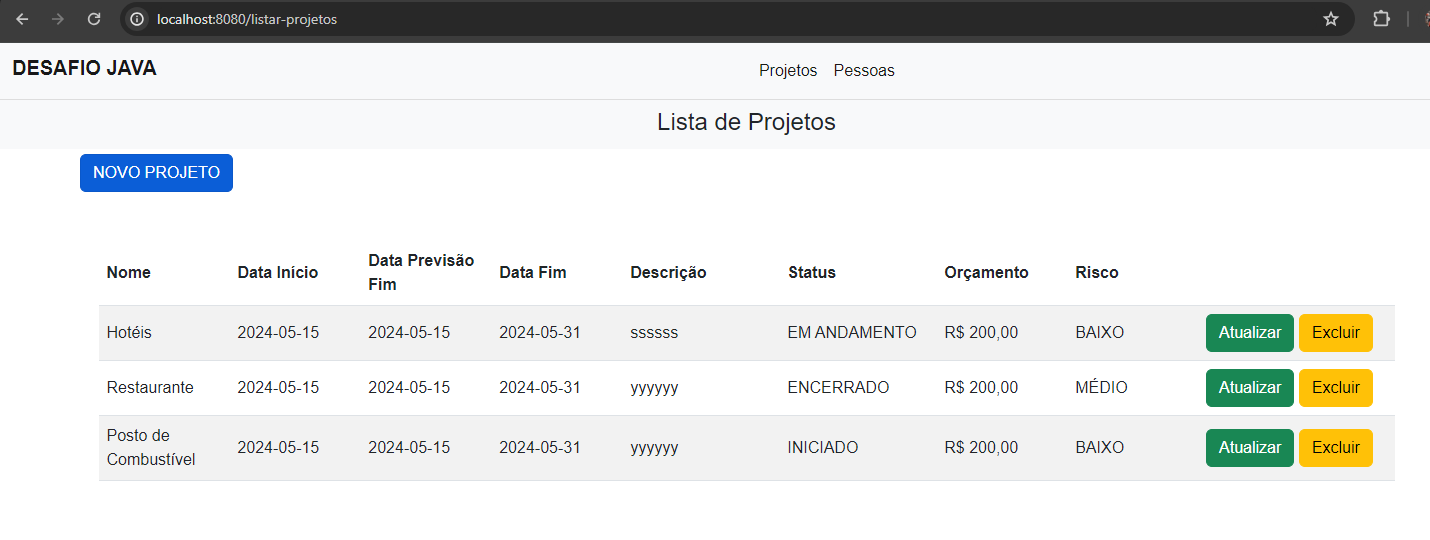 localhost:8080/listar-projetos
DESAFIO JAVA Projetos Pessoas
Lista de Projetos
NOVO PROJETO
Nome Data Início Data Previsão Fim Data Fim Descrição Status Orçamento Risco
Hotéis 2024-05-15 2024-05-15 2024-05-31 ssssss EM ANDAMENTO R$ 200,00 BAIXO Atualizar Excluir
Restaurante 2024-05-15 2024-05-15 2024-05-31 yyyyyy ENCERRADO R$ 200,00 MÉDIO Atualizar Excluir
Posto de Combustível 2024-05-15 2024-05-15 2024-05-31 yyyyyy INICIADO R$ 200,00 BAIXO Atualizar Excluir